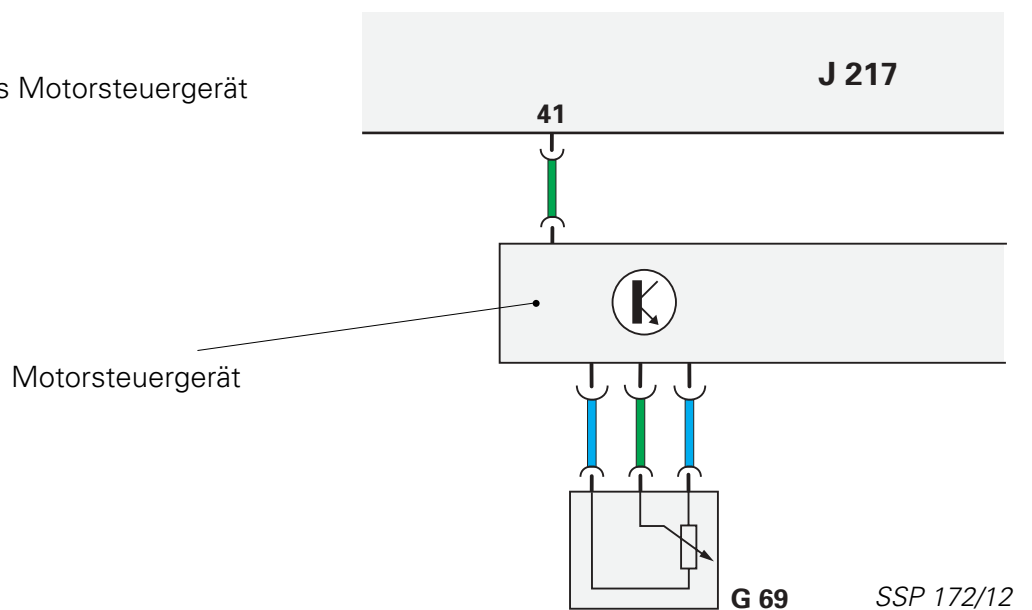 J 217
s Motorsteuergerät
41
Motorsteuergerät
G 69
SSP 172/12